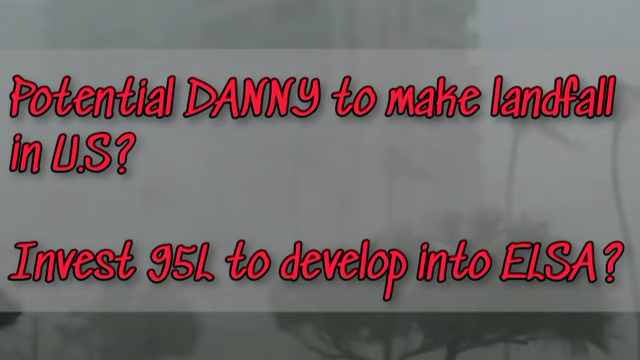 Potential DANNY to make landfall
in U.S?
Invest 95L to develop into ELSA?